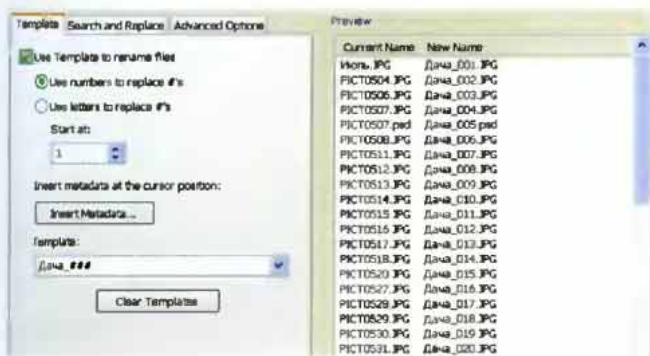 Template Search and Replace Advanced Options
Use Template to rename files
Use numbers to replace #'s
Use letters to replace #'s
Start at:
1
Insert metadata at the cursor position:
Insert Metadata...
Template:
Дача_###
Clear Templates
Preview
Current Name New Name
Июль.JPG Дача_001.JPG
PICT0504.JPG Дача_002.JPG
PICT0506.JPG Дача_003.JPG
PICT0507.JPG Дача_004.JPG
PICT0507.psd Дача_005.psd
PICT0508.JPG Дача_006.JPG
PICT0511.JPG Дача_007.JPG
PICT0512.JPG Дача_008.JPG
PICT0513.JPG Дача_009.JPG
PICT0514.JPG Дача_010.JPG
PICT0515.JPG Дача_011.JPG
PICT0516.JPG Дача_012.JPG
PICT0517.JPG Дача_013.JPG
PICT0518.JPG Дача_014.JPG
PICT0520.JPG Дача_015.JPG
PICT0527.JPG Дача_016.JPG
PICT0528.JPG Дача_017.JPG
PICT0529.JPG Дача_018.JPG
PICT0530.JPG Дача_019.JPG
PICT0531.JPG Дача_020.JPG